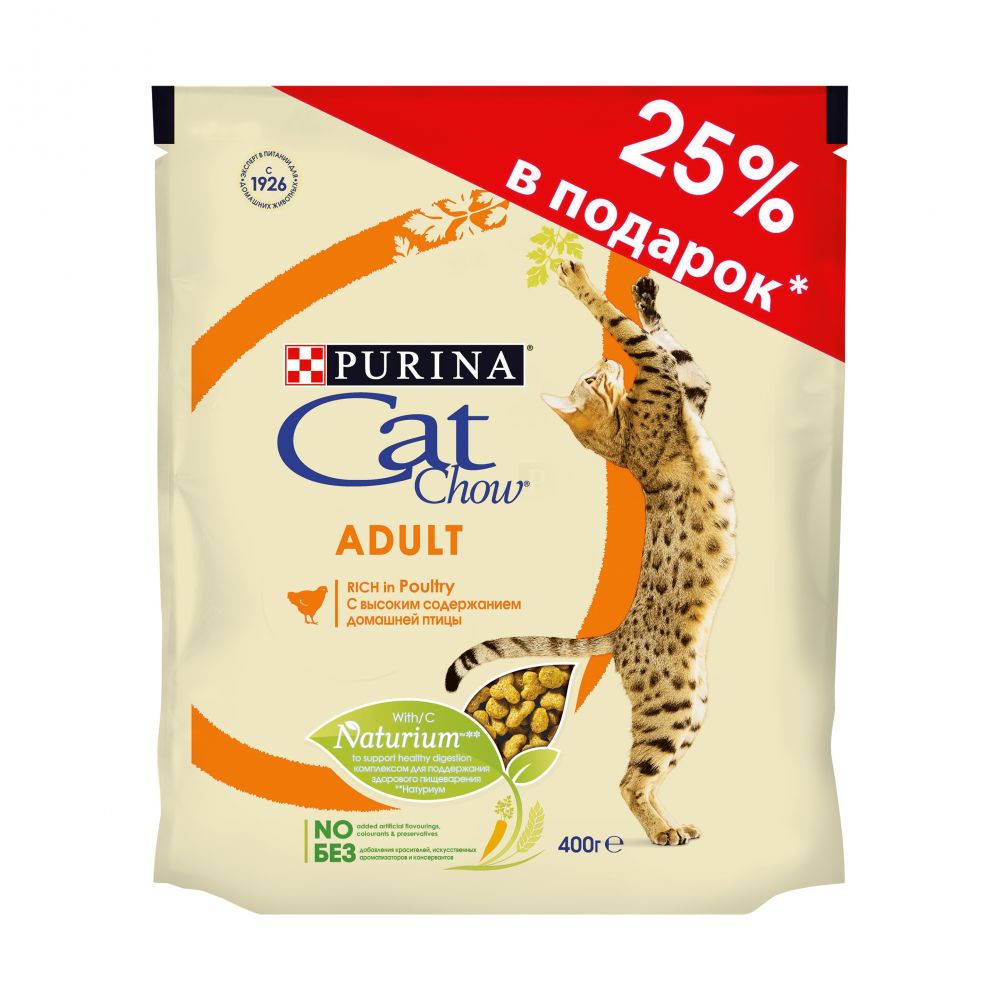 ЭКСПЕРТ В ПИТАНИИ ДЛЯ
С
1926
•ДОМАШНИХ ЖИВОТНЫХ•
25%
в подарок*
PURINA®
Cat
Chow®
ADULT
RICH in Poultry
С высоким содержанием
домашней птицы
With/С
Naturium™**
to support healthy digestion
комплексом для поддержания
здорового пищеварения
**Натуриум
NO added artificial flavourings,
colourants & preservatives
БЕЗ добавления красителей, искусственных
ароматизаторов и консервантов
400г ℮